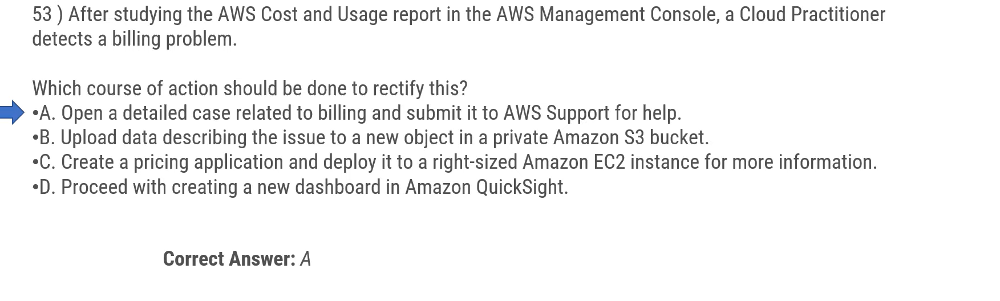 53 ) After studying the AWS Cost and Usage report in the AWS Management Console, a Cloud Practitioner
detects a billing problem.
Which course of action should be done to rectify this?
•A. Open a detailed case related to billing and submit it to AWS Support for help.
•B. Upload data describing the issue to a new object in a private Amazon S3 bucket.
•C. Create a pricing application and deploy it to a right-sized Amazon EC2 instance for more information.
•D. Proceed with creating a new dashboard in Amazon QuickSight.
Correct Answer: A